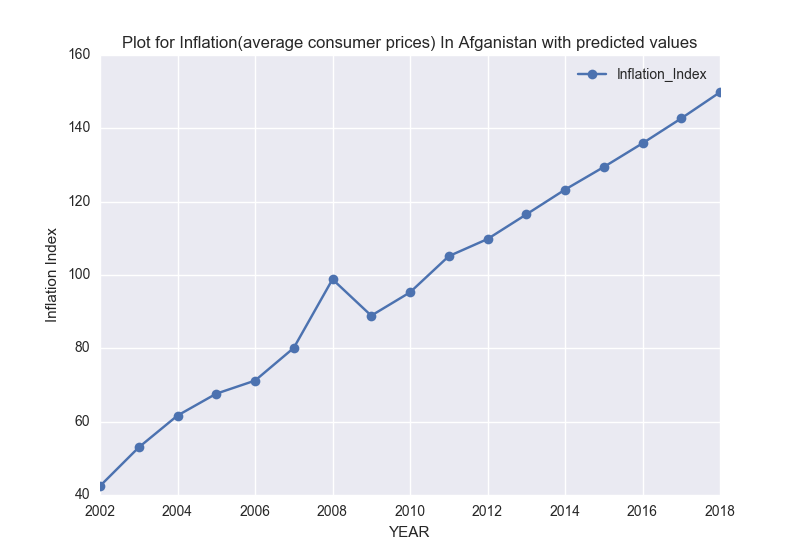 Plot for Inflation(average consumer prices) In Afganistan with predicted values
Inflation_Index
160
140
120
100
80
60
40
Inflation Index
2002 2004 2006 2008 2010 2012 2014 2016 2018
YEAR